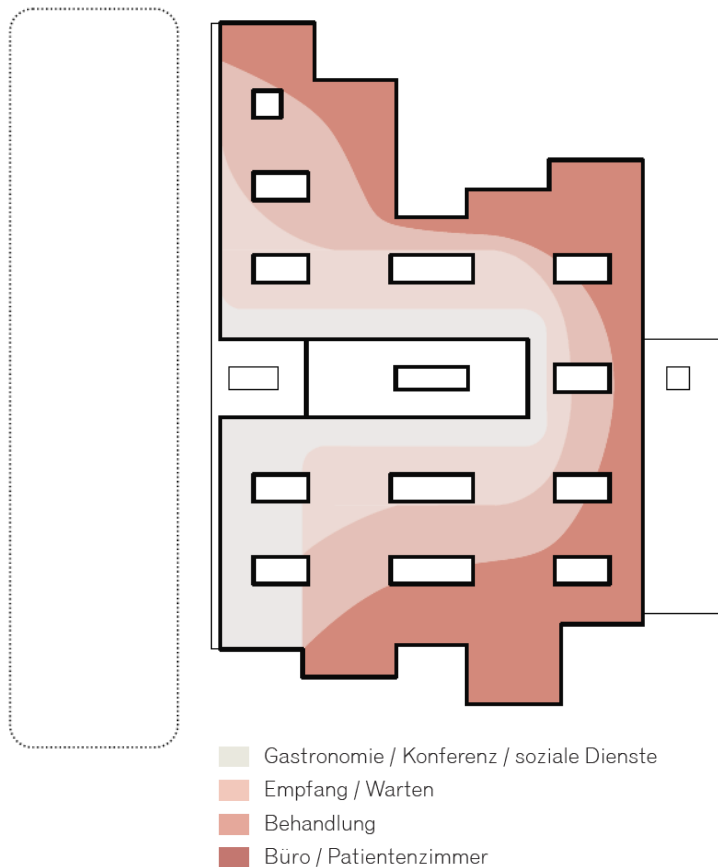 Gastronomie / Konferenz / soziale Dienste
Empfang / Warten
Behandlung
Büro / Patientenzimmer